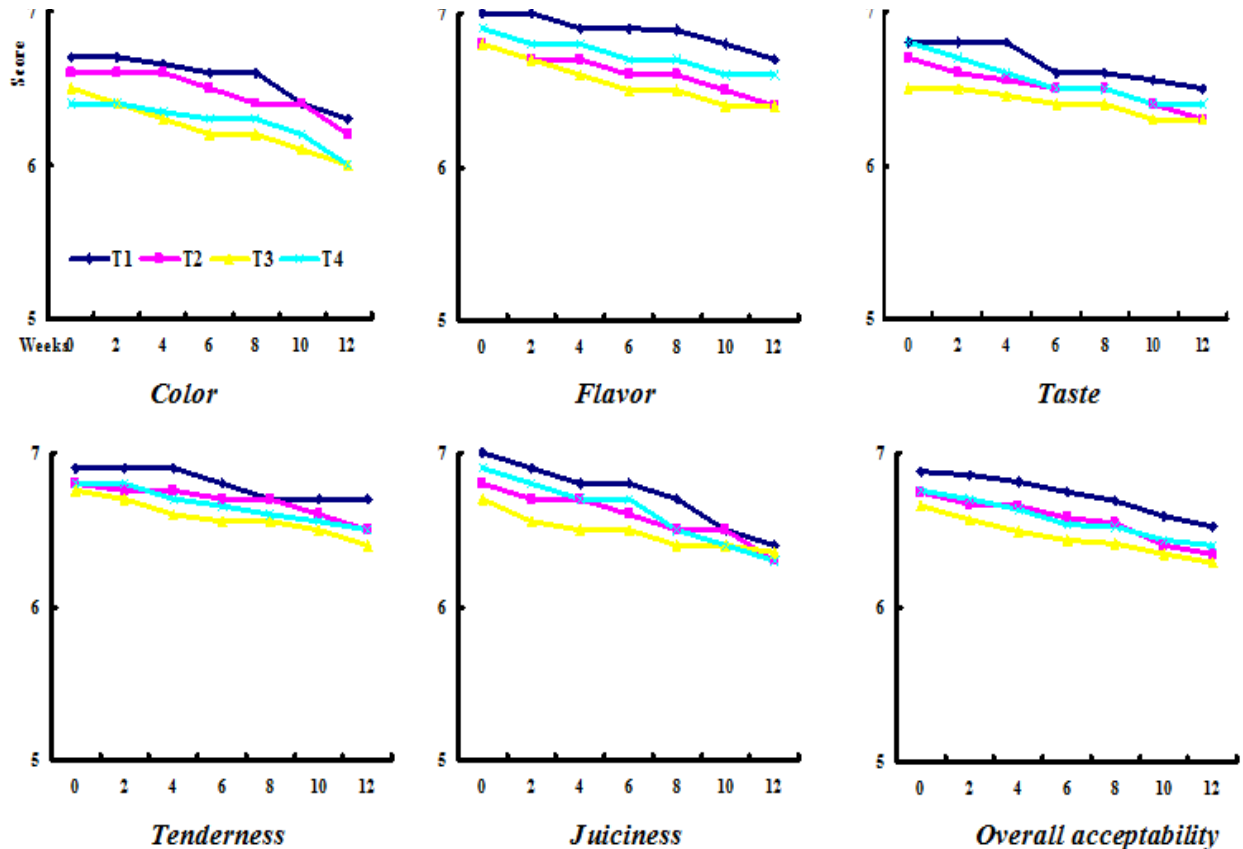 7 7 7
Score
6 6 6
T1 T2 T3 T4
5 5 5
Weeks 0 2 4 6 8 10 12 0 2 4 6 8 10 12 0 2 4 6 8 10 12
Color Flavor Taste
7 7 7
6 6 6
5 5 5
0 2 4 6 8 10 12 0 2 4 6 8 10 12 0 2 4 6 8 10 12
Tenderness Juiciness Overall acceptability